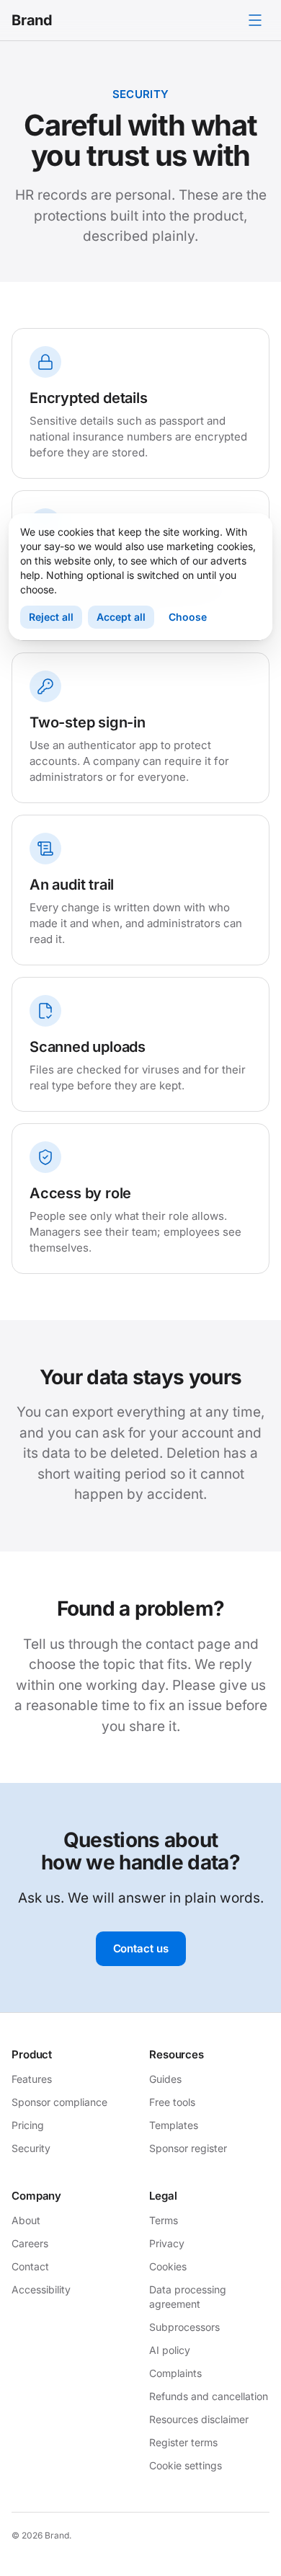 Brand
SECURITY
Careful with what
you trust us with
HR records are personal. These are the
protections built into the product,
described plainly.
Encrypted details
Sensitive details such as passport and
national insurance numbers are encrypted
before they are stored.
We use cookies that keep the site working. With
your say-so we would also use marketing cookies,
on this website only, to see which of our adverts
help. Nothing optional is switched on until you
choose.
Reject all
Accept all
Choose
Two-step sign-in
Use an authenticator app to protect
accounts. A company can require it for
administrators or for everyone.
An audit trail
Every change is written down with who
made it and when, and administrators can
read it.
Scanned uploads
Files are checked for viruses and for their
real type before they are kept.
Access by role
People see only what their role allows.
Managers see their team; employees see
themselves.
Your data stays yours
You can export everything at any time,
and you can ask for your account and
its data to be deleted. Deletion has a
short waiting period so it cannot
happen by accident.
Found a problem?
Tell us through the contact page and
choose the topic that fits. We reply
within one working day. Please give us
a reasonable time to fix an issue before
you share it.
Questions about
how we handle data?
Ask us. We will answer in plain words.
Contact us
Product
Features
Sponsor compliance
Pricing
Security
Resources
Guides
Free tools
Templates
Sponsor register
Company
About
Careers
Contact
Accessibility
Legal
Terms
Privacy
Cookies
Data processing
agreement
Subprocessors
AI policy
Complaints
Refunds and cancellation
Resources disclaimer
Register terms
Cookie settings
© 2026 Brand.